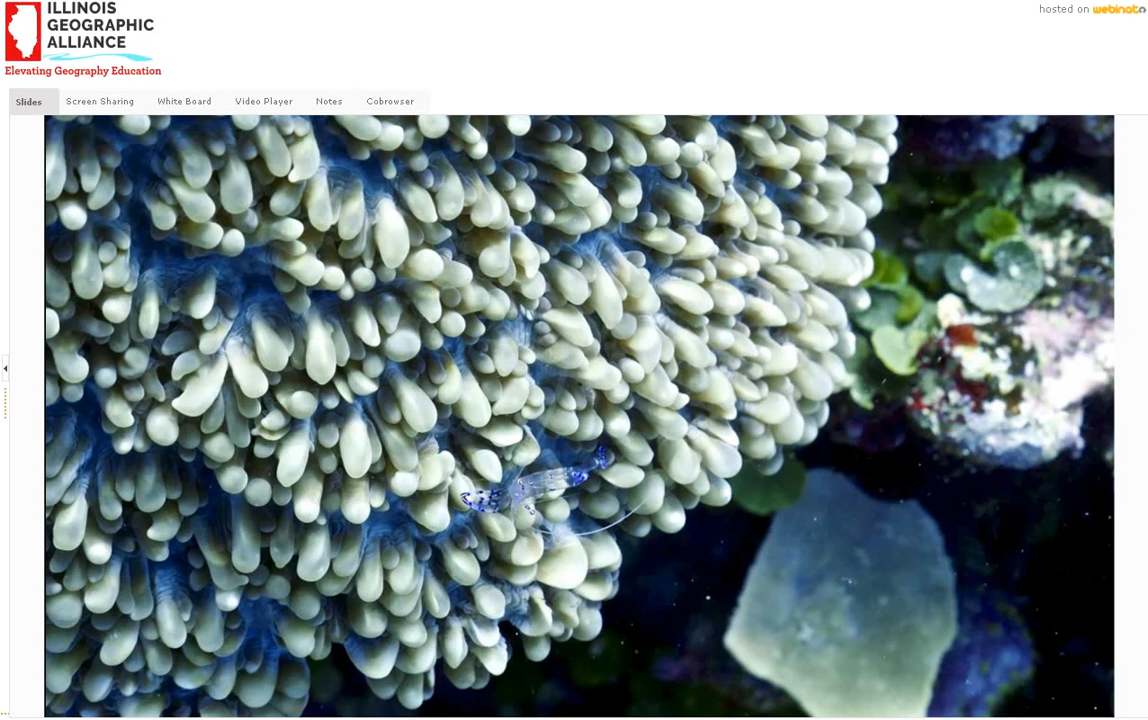 ILLINOIS
GEOGRAPHIC
ALLIANCE
Elevating Geography Education
hosted on webinato
Slides
Screen Sharing
White Board
Video Player
Notes
Cobrowser